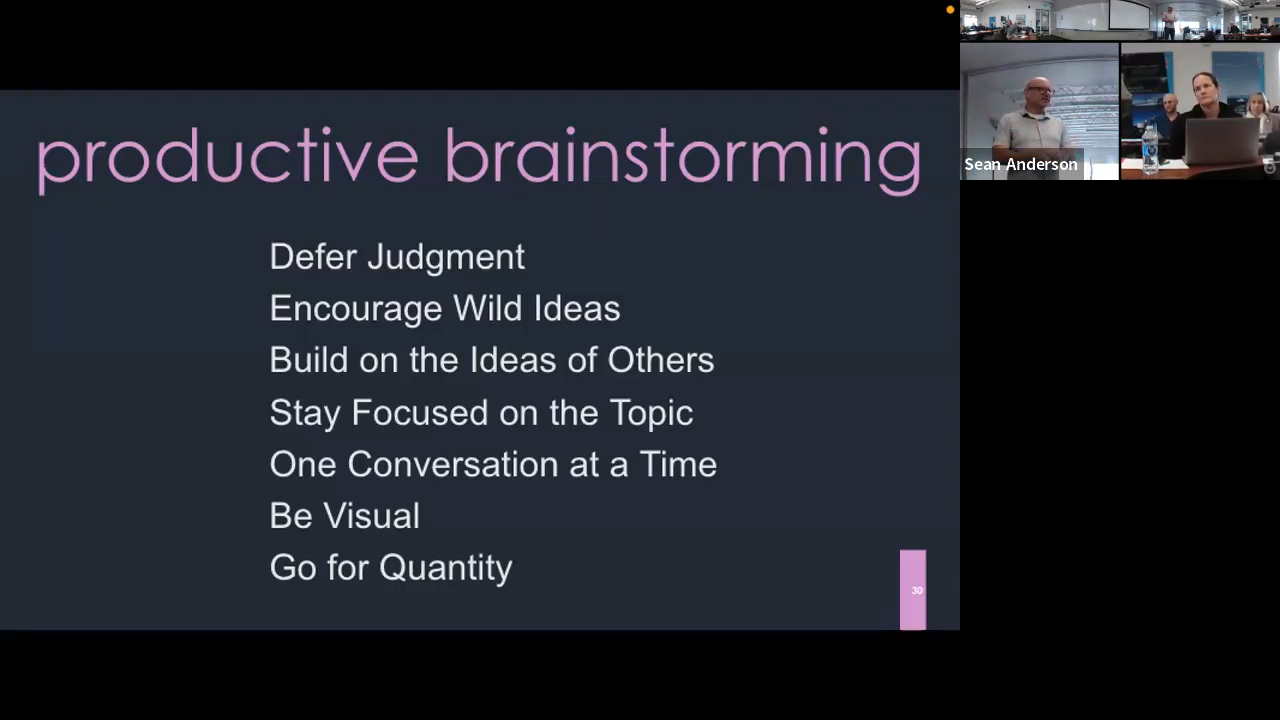 productive brainstorming
Defer Judgment
Encourage Wild Ideas
Build on the Ideas of Others
Stay Focused on the Topic
One Conversation at a Time
Be Visual
Go for Quantity
30
Sean Anderson